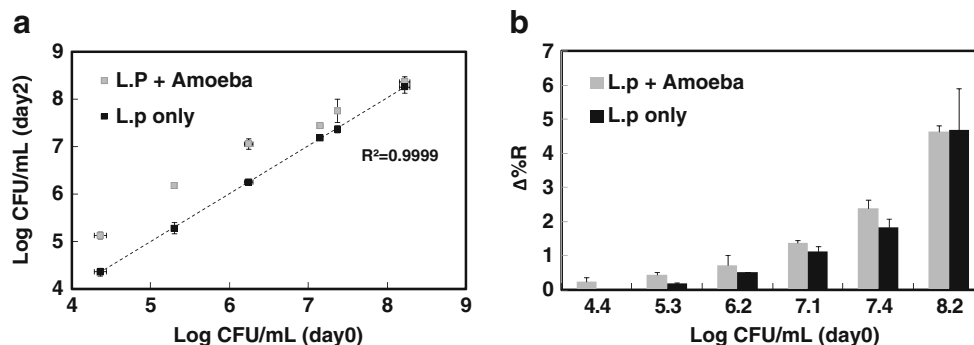 a
9
8
7
6
5
4
Log CFU/mL (day2)
L.P + Amoeba
L.p only
R²=0.9999
4 5 6 7 8 9
Log CFU/mL (day0)
b
7
6
5
4
3
2
1
0
Δ%R
L.p + Amoeba
L.p only
4.4 5.3 6.2 7.1 7.4 8.2
Log CFU/mL (day0)